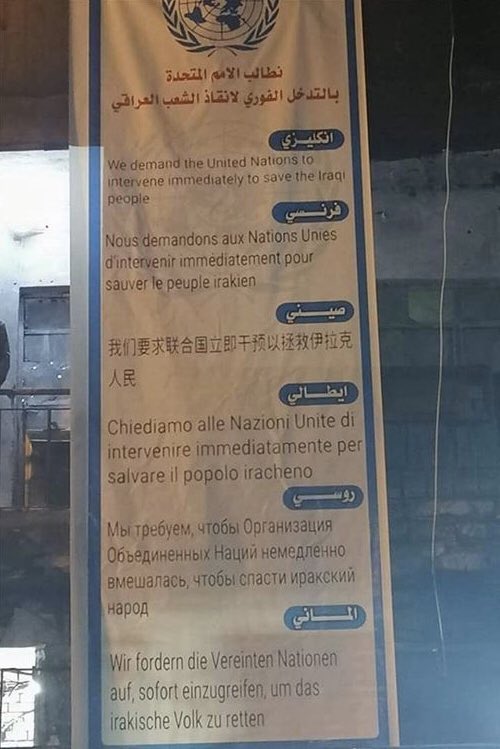 نطالب الامم المتحدة
بالتدخل الفوري لانقاذ الشعب العراقي
انكليزي
We demand the United Nations to
intervene immediately to save the Iraqi
people
فرنسي
Nous demandons aux Nations Unies
d'intervenir immédiatement pour
sauver le peuple irakien
صيني
我们要求联合国立即干预以拯救伊拉克
人民
ايطالي
Chiediamo alle Nazioni Unite di
intervenire immediatamente per
salvare il popolo iracheno
روسي
Мы требуем, чтобы Организация
Объединенных Наций немедленно
вмешалась, чтобы спасти иракский
народ
الماني
Wir fordern die Vereinten Nationen
auf, sofort einzugreifen, um das
irakische Volk zu retten